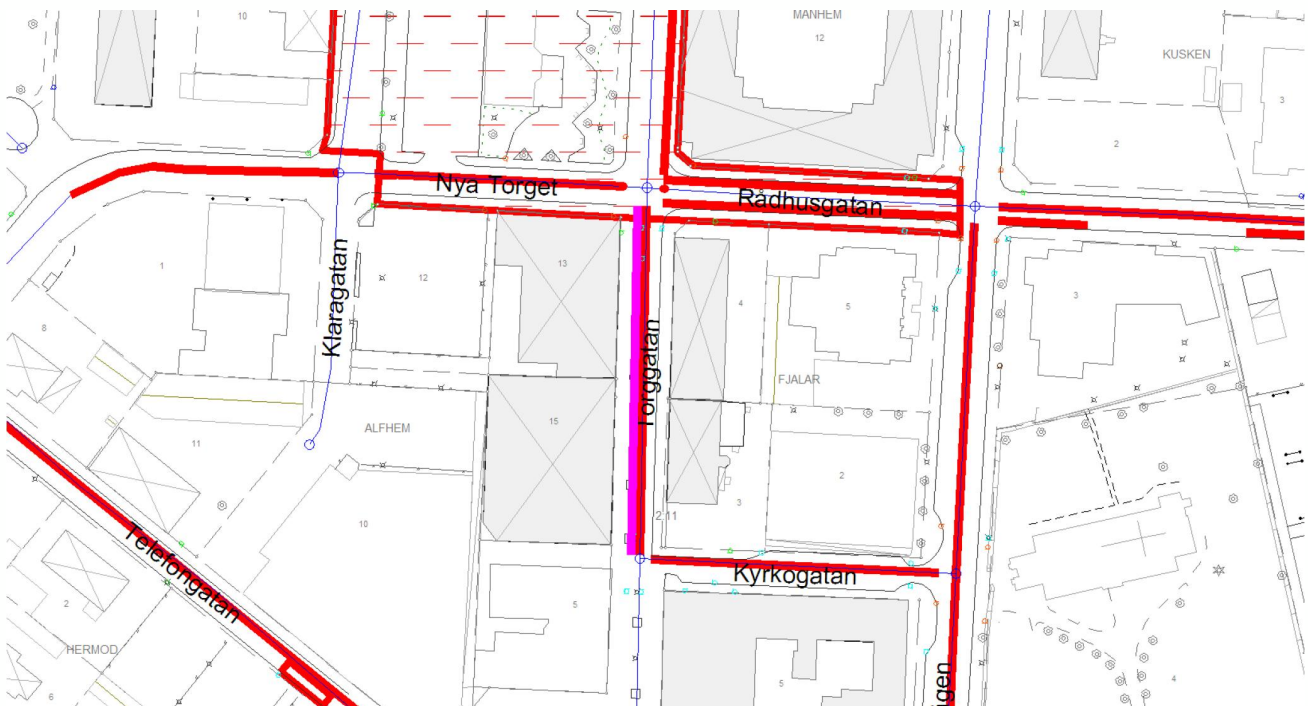 10
MANHEM
12
KUSKEN
3
2
Nya Torget
Rådhusgatan
1
12
13
4
5
3
8
Klaragatan
Torggatan
FJALAR
ALFHEM
15
11
2
10
3
2:11
Telefongatan
Kyrkogatan
2
5
HERMOD
6
5
4
gen